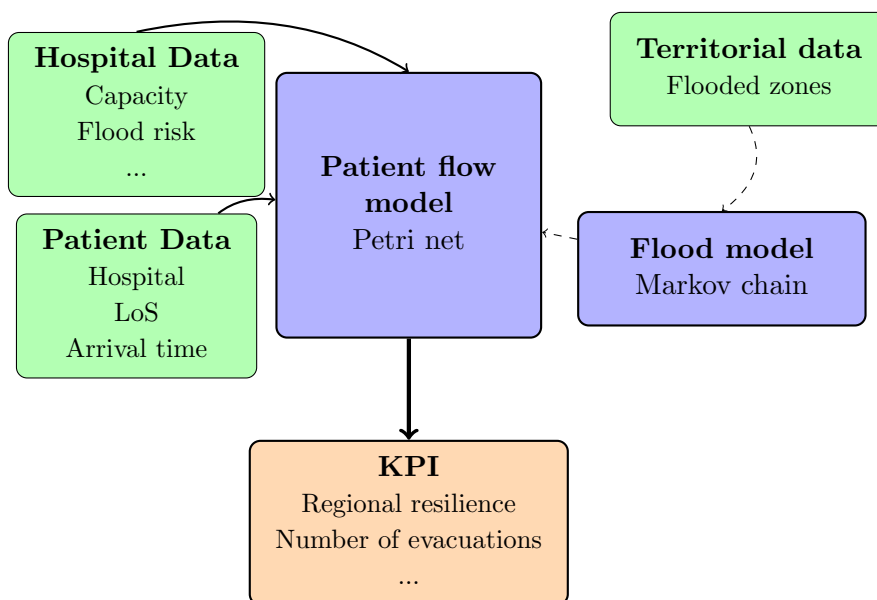 Hospital Data
Capacity
Flood risk
...
Patient Data
Hospital
LoS
Arrival time
Patient flow
model
Petri net
Territorial data
Flooded zones
Flood model
Markov chain
KPI
Regional resilience
Number of evacuations
...